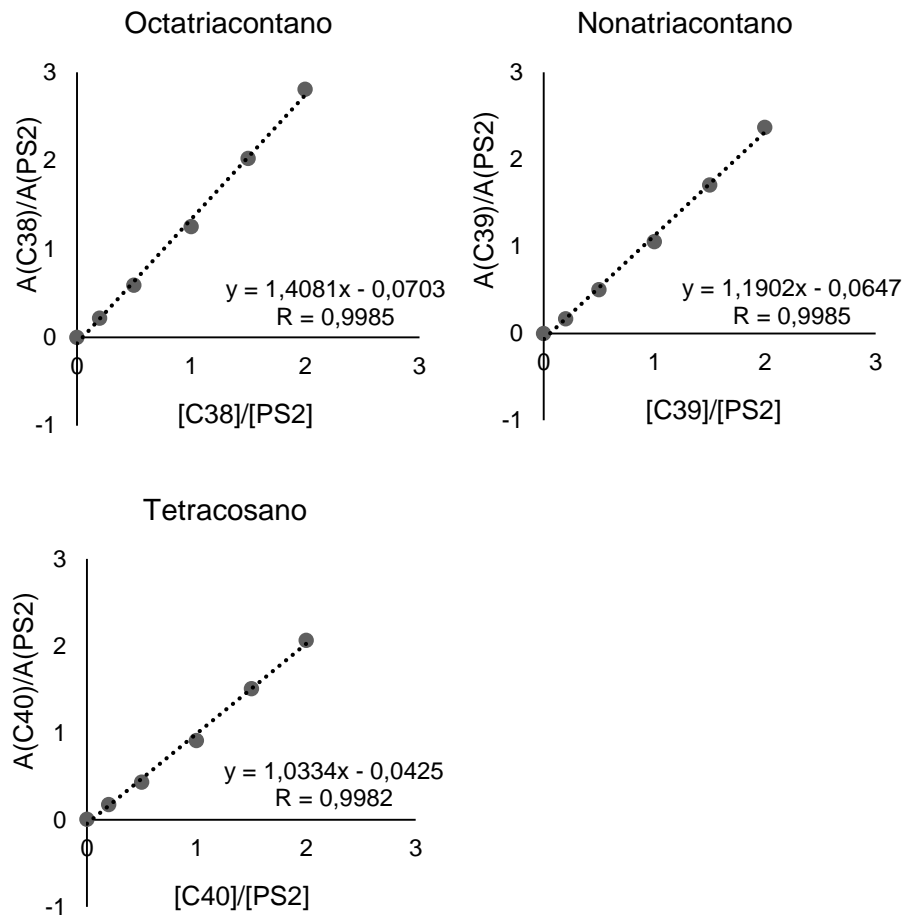 Octatriacontano
3
2
1
0
-1
0
1
2
3
A(C38)/A(PS2)
y = 1,4081x - 0,0703
R = 0,9985
[C38]/[PS2]
Nonatriacontano
3
2
1
0
-1
0
1
2
3
A(C39)/A(PS2)
y = 1,1902x - 0,0647
R = 0,9985
[C39]/[PS2]
Tetracosano
3
2
1
0
-1
0
1
2
3
A(C40)/A(PS2)
y = 1,0334x - 0,0425
R = 0,9982
[C40]/[PS2]